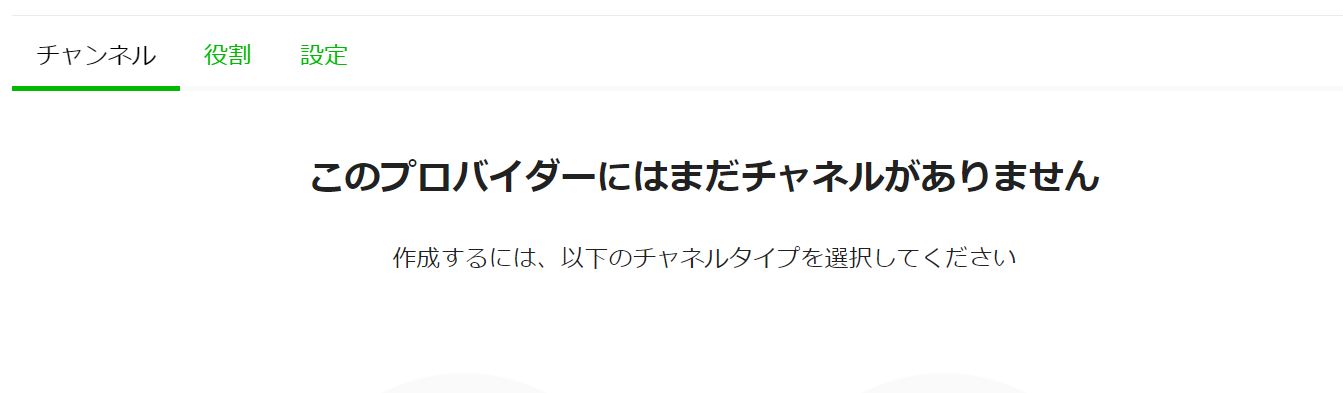 チャンネル 役割 設定
このプロバイダーにはまだチャネルがありません
作成するには、以下のチャネルタイプを選択してください